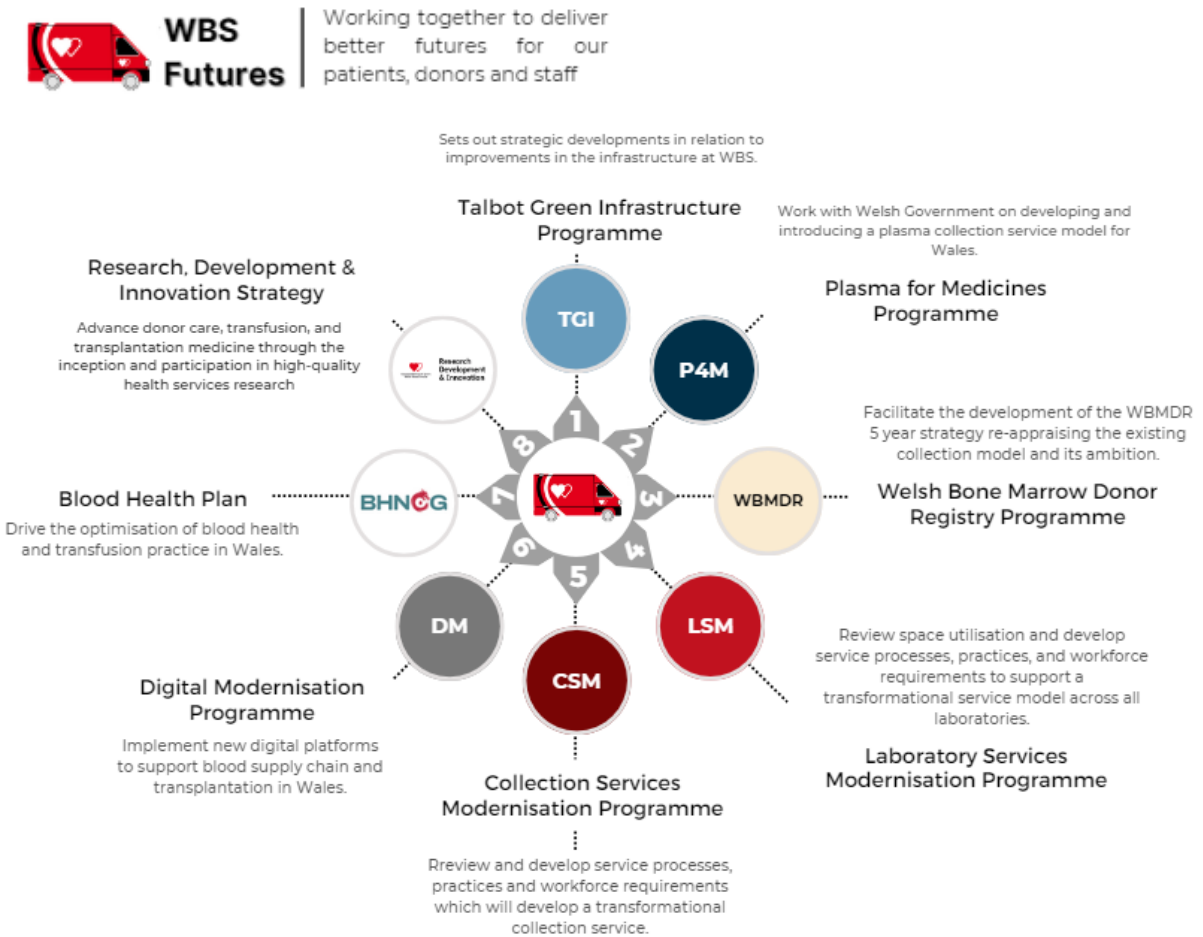 WBS
Futures
Working together to deliver
better futures for our
patients, donors and staff
Sets out strategic developments in relation to
improvements in the infrastructure at WBS.
Talbot Green Infrastructure
Programme
TGI
1
Work with Welsh Government on developing and
introducing a plasma collection service model for
Wales.
Plasma for Medicines
Programme
P4M
2
Facilitate the development of the WBMDR
5 year strategy re-appraising the existing
collection model and its ambition.
Welsh Bone Marrow Donor
Registry Programme
WBMDR
3
Review space utilisation and develop
service processes, practices, and workforce
requirements to support a
transformational service model across all
laboratories.
Laboratory Services
Modernisation Programme
LSM
4
5
CSM
Collection Services
Modernisation Programme
Rreview and develop service processes,
practices and workforce requirements
which will develop a transformational
collection service.
6
DM
Digital Modernisation
Programme
Implement new digital platforms
to support blood supply chain and
transplantation in Wales.
7
BHNOG
Blood Health Plan
Drive the optimisation of blood health
and transfusion practice in Wales.
8
Research
Development
& Innovation
Research, Development &
Innovation Strategy
Advance donor care, transfusion, and
transplantation medicine through the
inception and participation in high-quality
health services research